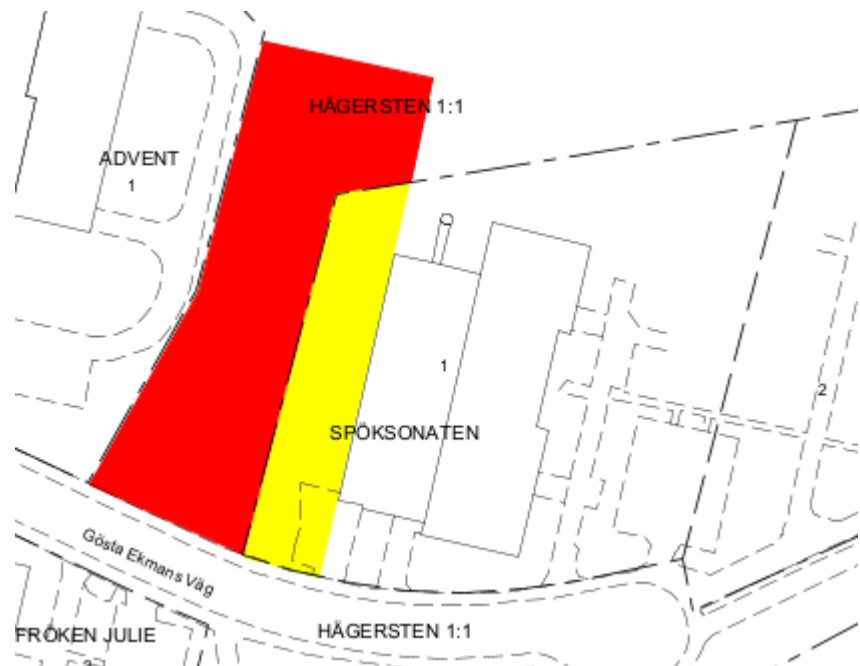 HÄGERSTEN 1:1
ADVENT
1
1
2
SPÖKSONATEN
Gösta Ekmans Väg
HÄGERSTEN 1:1
FRÖKEN JULIE